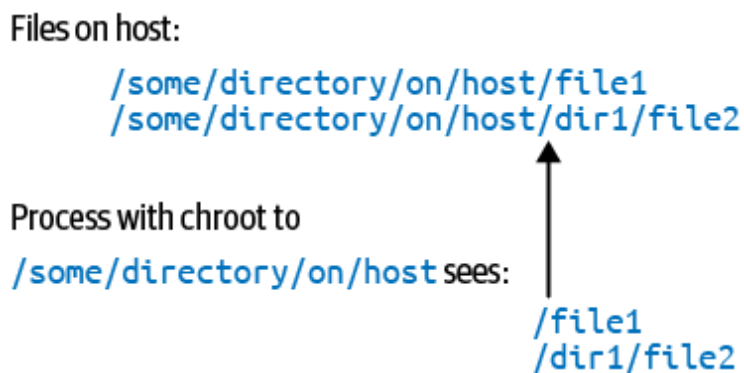 Files on host:
/some/directory/on/host/file1
/some/directory/on/host/dir1/file2
Process with chroot to
/some/directory/on/host sees:
/file1
/dir1/file2